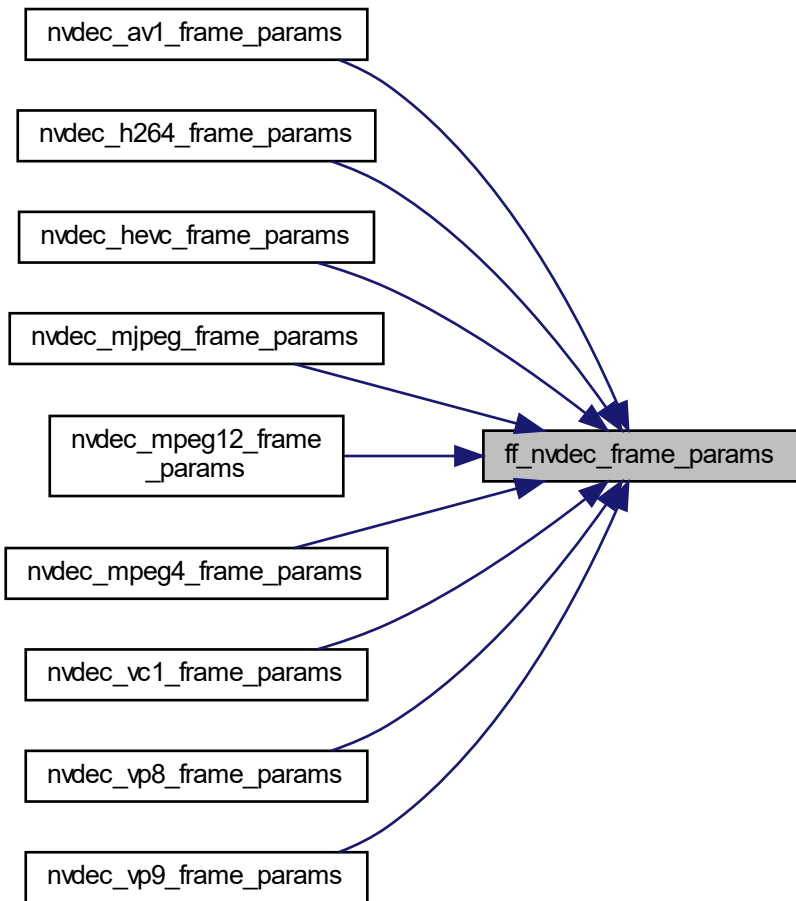 nvdec_av1_frame_params
nvdec_h264_frame_params
nvdec_hevc_frame_params
nvdec_mjpeg_frame_params
nvdec_mpeg12_frame
_params
ff_nvdec_frame_params
nvdec_mpeg4_frame_params
nvdec_vc1_frame_params
nvdec_vp8_frame_params
nvdec_vp9_frame_params